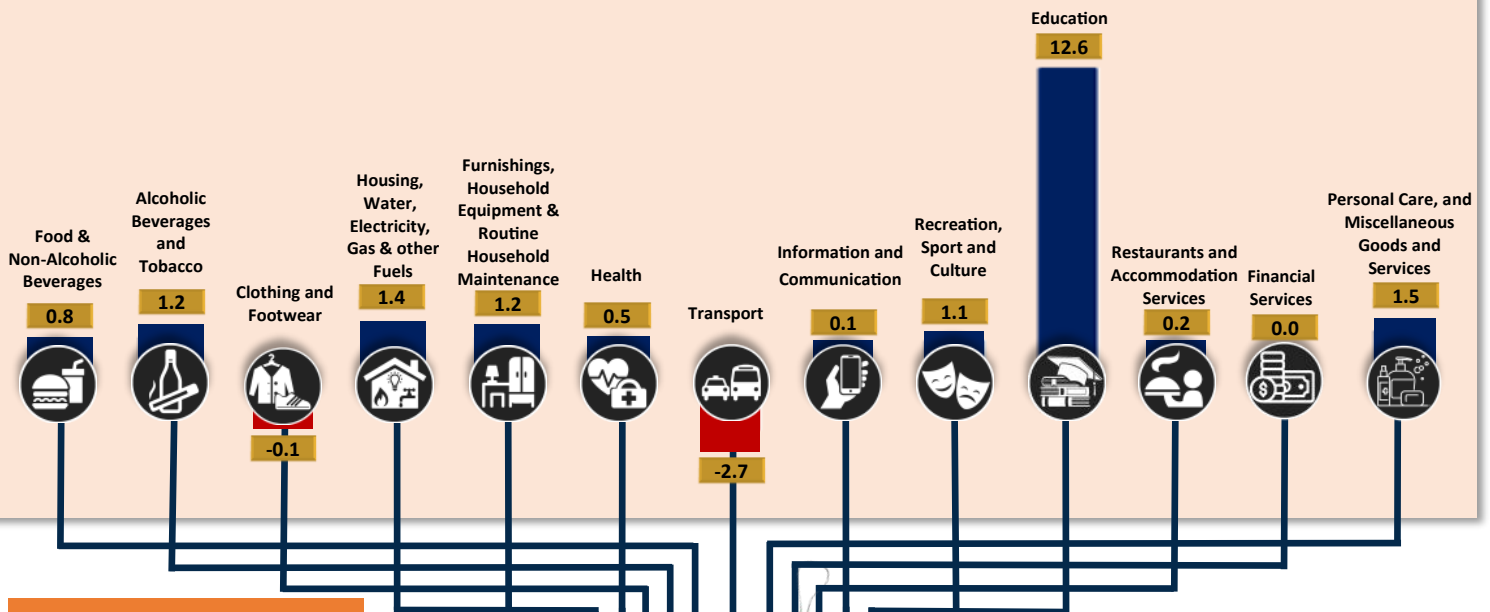 Food &
Non-Alcoholic
Beverages
0.8
Alcoholic
Beverages
and
Tobacco
1.2
Clothing and
Footwear
-0.1
Housing,
Water,
Electricity,
Gas & other
Fuels
1.4
Furnishings,
Household
Equipment &
Routine
Household
Maintenance
1.2
Health
0.5
Transport
-2.7
Information and
Communication
0.1
Recreation,
Sport and
Culture
1.1
Education
12.6
Restaurants and
Accommodation
Services
0.2
Financial
Services
0.0
Personal Care, and
Miscellaneous
Goods and
Services
1.5